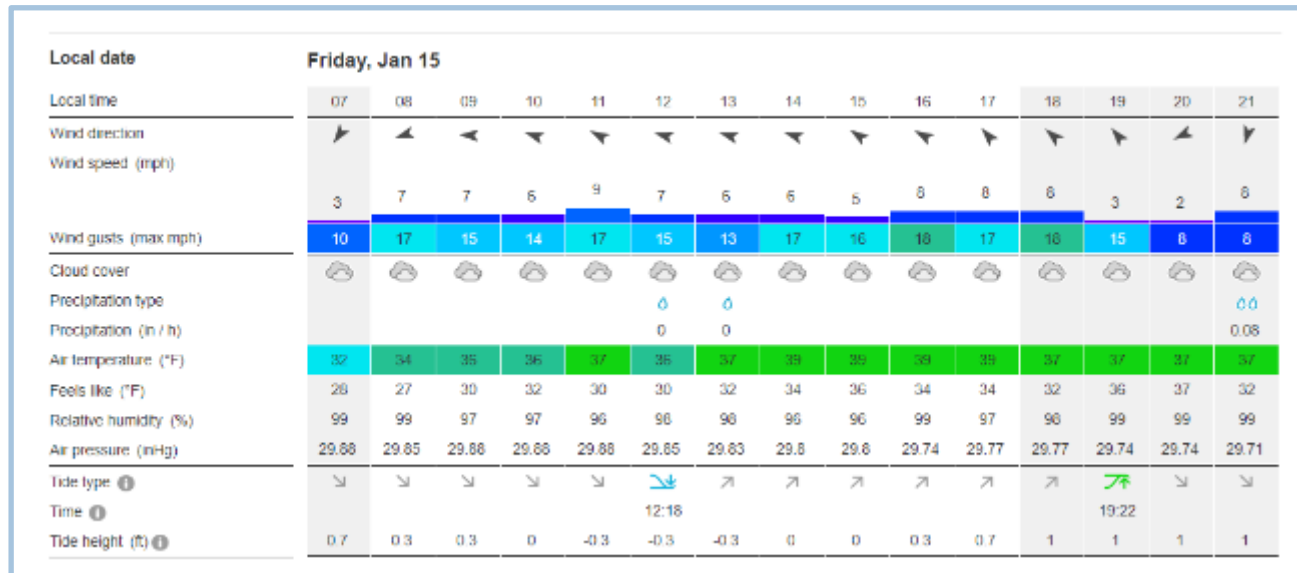 Local date Friday, Jan 15
Local time 07 08 09 10 11 12 13 14 15 16 17 18 19 20 21
Wind direction
Wind speed (mph)
3 7 7 6 9 7 6 6 5 8 8 8 3 2 8
Wind gusts (max mph) 10 17 15 14 17 15 13 17 16 18 17 18 15 8 8
Cloud cover
Precipitation type
Precipitation (in / h) 0 0 0.08
Air temperature (°F) 32 34 36 37 36 37 39 39 39 39 37 37 37 37
Feels like (°F) 28 27 30 32 30 30 32 34 36 34 34 32 36 37 32
Relative humidity (%) 99 99 97 97 96 98 98 96 96 99 97 98 99 99 99
Air pressure (inHg) 29.88 29.85 29.88 29.88 29.88 29.85 29.83 29.8 29.8 29.74 29.77 29.77 29.74 29.74 29.71
Tide type
Time 12:18 19:22
Tide height (ft) 0.7 0.3 0.3 0 -0.3 -0.3 -0.3 0 0 0.3 0.7 1 1 1 1